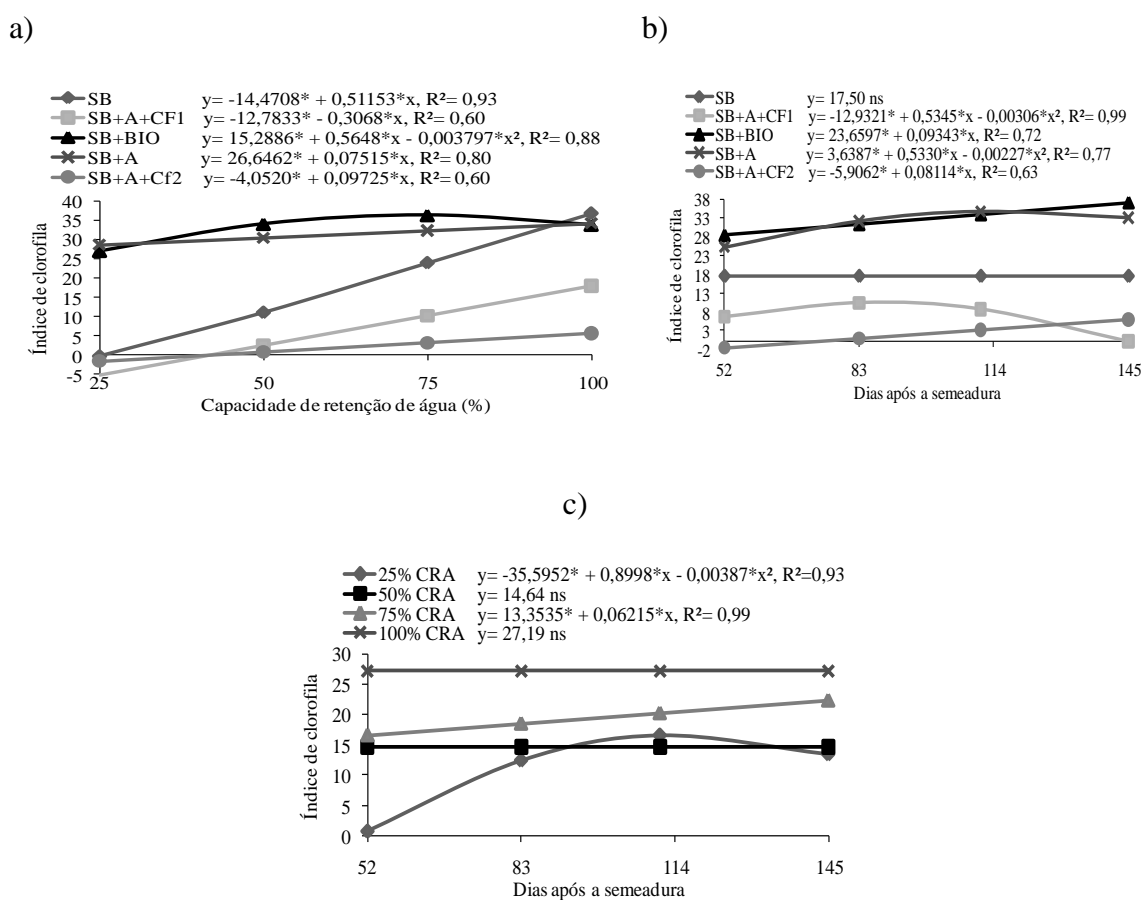 a)
SB y= -14,4708* + 0,51153*x, R²= 0,93
SB+A+CF1 y= -12,7833* - 0,3068*x, R²= 0,60
SB+BIO y= 15,2886* + 0,5648*x - 0,003797*x², R²= 0,88
SB+A y= 26,6462* + 0,07515*x, R²= 0,80
SB+A+Cf2 y= -4,0520* + 0,09725*x, R²= 0,60
Índice de clorofila
40
35
30
25
20
15
10
5
0
-5
25 50 75 100
Capacidade de retenção de água (%)
b)
SB y= 17,50 ns
SB+A+CF1 y= -12,9321* + 0,5345*x - 0,00306*x², R²= 0,99
SB+BIO y= 23,6597* + 0,09343*x, R²= 0,72
SB+A y= 3,6387* + 0,5330*x - 0,00227*x², R²= 0,77
SB+A+CF2 y= -5,9062* + 0,08114*x, R²= 0,63
Índice de clorofila
38
33
28
23
18
13
8
3
-2
52 83 114 145
Dias após a semeadura
c)
25% CRA y= -35,5952* + 0,8998*x - 0,00387*x², R²=0,93
50% CRA y= 14,64 ns
75% CRA y= 13,3535* + 0,06215*x, R²= 0,99
100% CRA y= 27,19 ns
Índice de clorofila
30
25
20
15
10
5
0
52 83 114 145
Dias após a semeadura